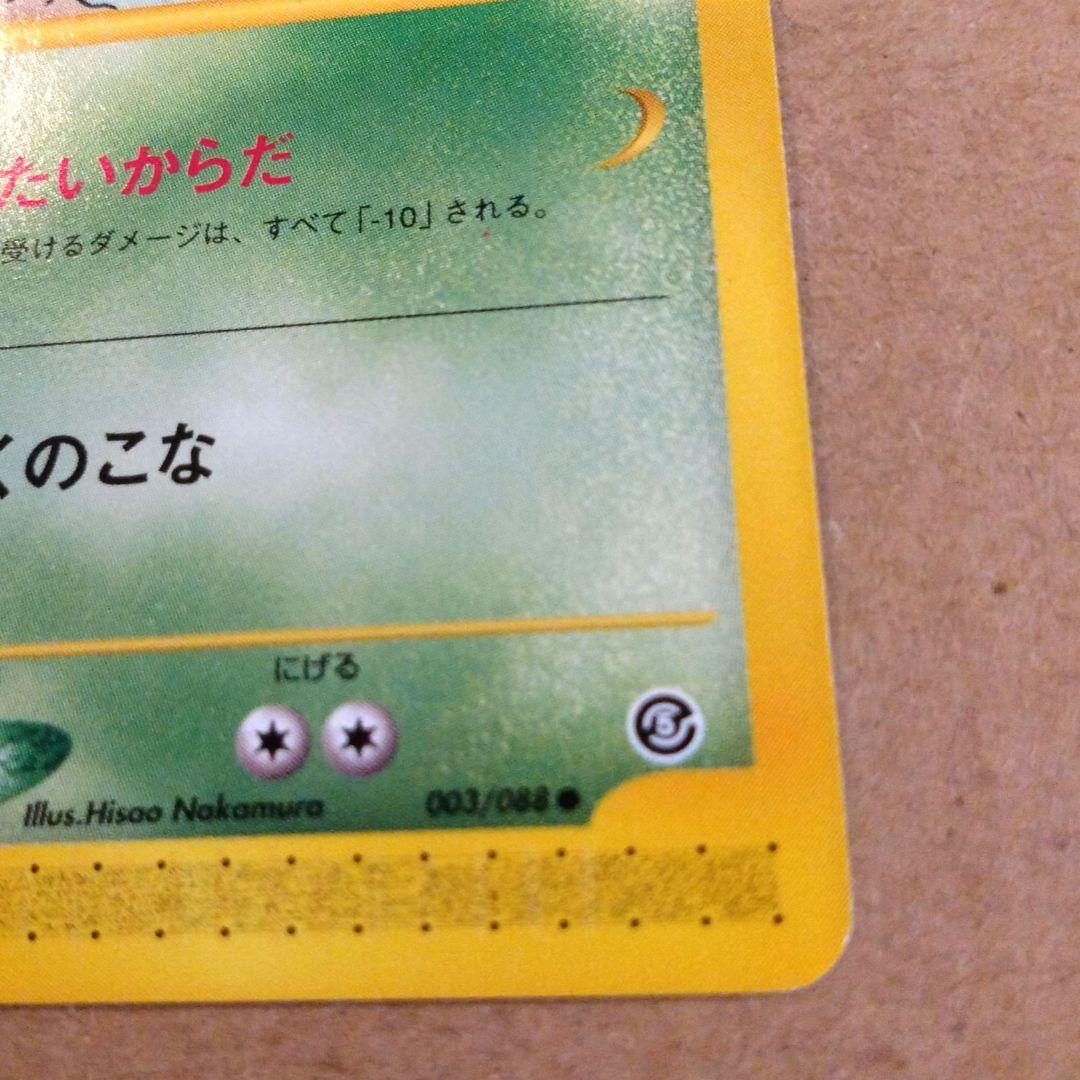 たいからだ
受けるダメージは、すべて「-10」される。
くのこな
にげる
5
Illus.Hisao Nakamura
003/088